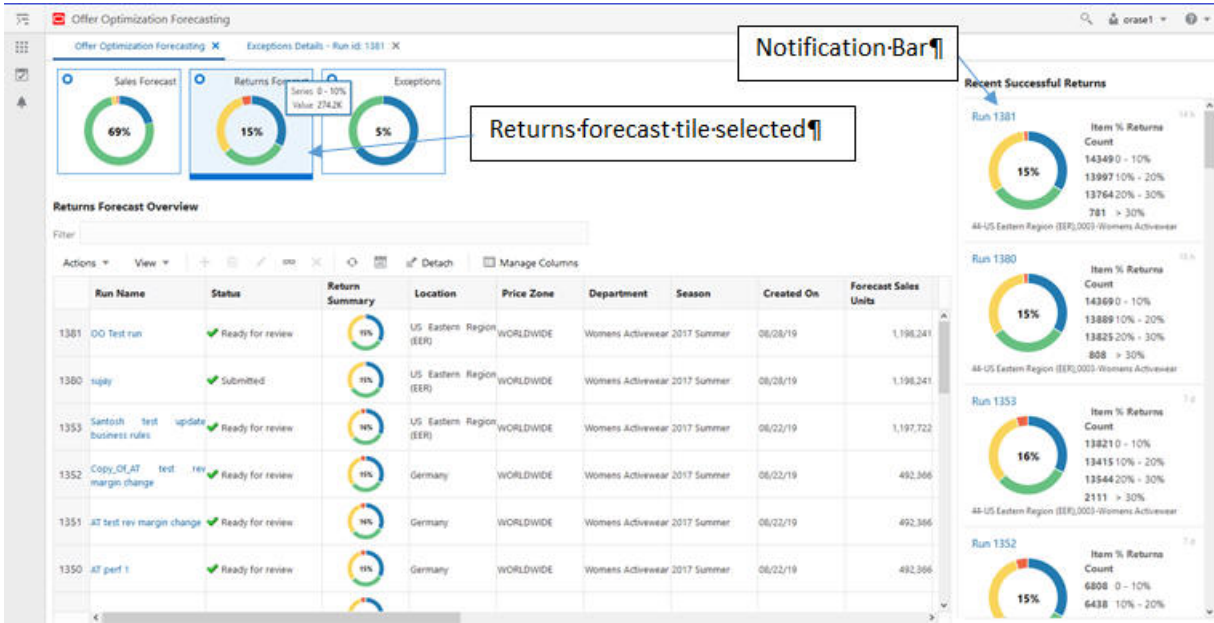 Offer Optimization Forecasting
orase1
Offer Optimization Forecasting
Exceptions Details - Run id: 1381
Notification·Bar¶
Sales Forecast
69%
Returns Forecast
15%
Series 0 - 10%
Value 274.2K
Exceptions
5%
Returns·forecast·tile·selected¶
Returns Forecast Overview
Filter
Actions View Detach Manage Columns
Run Name Status Return Summary Location Price Zone Department Season Created On Forecast Sales Units
1381 OO Test run Ready for review 15% US Eastern Region (EER) WORLDWIDE Womens Activewear 2017 Summer 08/28/19 1,198,241
1380 sujay Submitted 15% US Eastern Region (EER) WORLDWIDE Womens Activewear 2017 Summer 08/28/19 1,198,241
1353 Santosh test update business rules Ready for review 16% US Eastern Region (EER) WORLDWIDE Womens Activewear 2017 Summer 08/22/19 1,197,722
1352 Copy_Of_AT test rev margin change Ready for review 15% Germany WORLDWIDE Womens Activewear 2017 Summer 08/22/19 492,366
1351 AT test rev margin change Ready for review 16% Germany WORLDWIDE Womens Activewear 2017 Summer 08/22/19 492,366
1350 AT perf 1 Ready for review 15% Germany WORLDWIDE Womens Activewear 2017 Summer 08/22/19 492,366
Recent Successful Returns
Run 1381
15%
Item % Returns
Count
14349 0 - 10%
13997 10% - 20%
13764 20% - 30%
781 > 30%
44-US Eastern Region (EER),0003-Womens Activewear
Run 1380
15%
Item % Returns
Count
14369 0 - 10%
13889 10% - 20%
13825 20% - 30%
808 > 30%
44-US Eastern Region (EER),0003-Womens Activewear
Run 1353
7 d
16%
Item % Returns
Count
13821 0 - 10%
13415 10% - 20%
13544 20% - 30%
2111 > 30%
44-US Eastern Region (EER),0003-Womens Activewear
Run 1352
7 d
15%
Item % Returns
Count
6808 0 - 10%
6438 10% - 20%